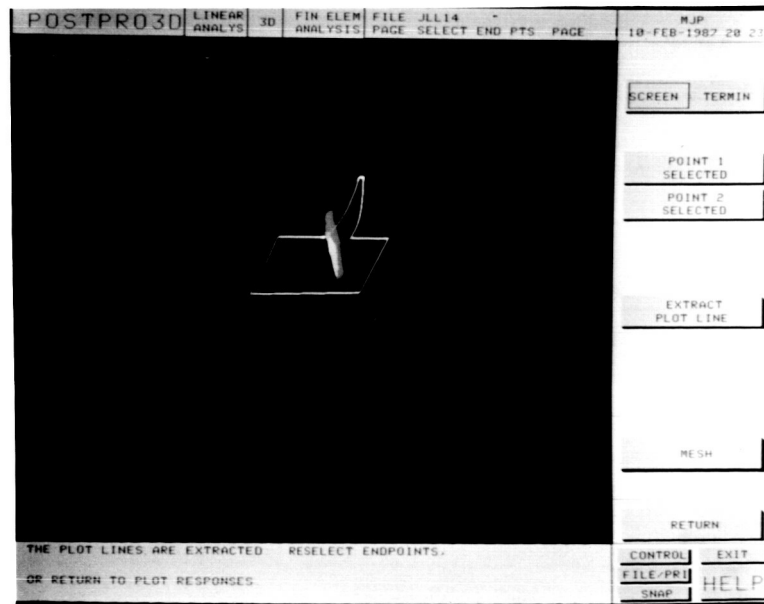 POSTPRO3D LINEAR ANALYS 3D FIN ELEM ANALYSIS FILE JLL14 - PAGE SELECT END PTS PAGE MJP 10-FEB-1987 20 23
SCREEN TERMIN
POINT 1
SELECTED
POINT 2
SELECTED
EXTRACT
PLOT LINE
MESH
RETURN
THE PLOT LINES ARE EXTRACTED RESELECT ENDPOINTS.
OR RETURN TO PLOT RESPONSES
CONTROL EXIT
FILE/PRI HELP
SNAP